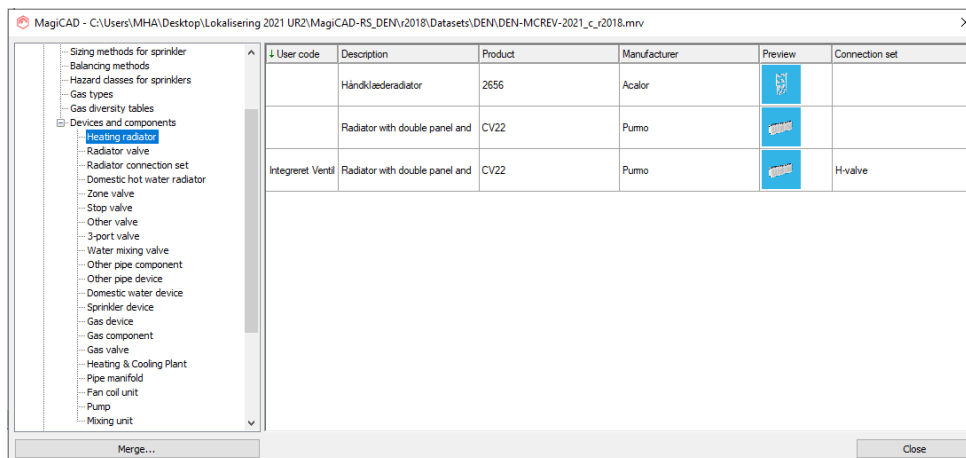 MagiCAD - C:\Users\MHA\Desktop\Lokalisering 2021 UR2\MagiCAD-RS_DEN\r2018\Datasets\DEN\DEN-MCREV-2021_c_r2018.mrv
Sizing methods for sprinkler
Balancing methods
Hazard classes for sprinklers
Gas types
Gas diversity tables
Devices and components
Heating radiator
Radiator valve
Radiator connection set
Domestic hot water radiator
Zone valve
Stop valve
Other valve
3-port valve
Water mixing valve
Other pipe component
Other pipe device
Domestic water device
Sprinkler device
Gas device
Gas component
Gas valve
Heating & Cooling Plant
Pipe manifold
Fan coil unit
Pump
Mixing unit
↓ User code Description Product Manufacturer Preview Connection set
Håndklæderadiator 2656 Acalor
Radiator with double panel and CV22 Purmo
Integreret Ventil Radiator with double panel and CV22 Purmo H-valve
Merge... Close